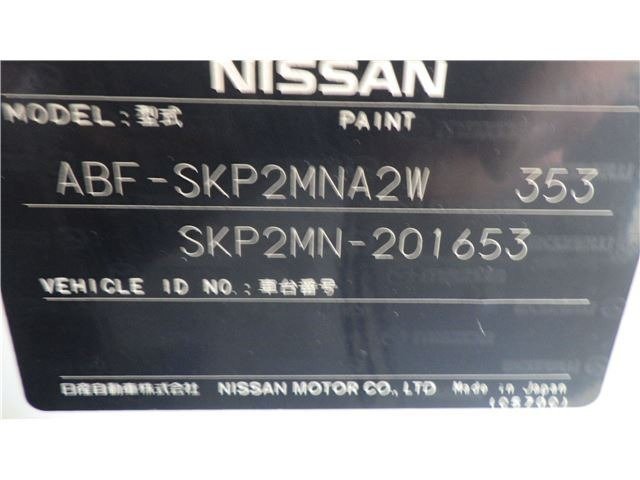 NISSAN
MODEL:型式 PAINT
ABF-SKP2MNA2W 353
SKP2MN-201653
VEHICLE ID NO.:車台番号
日産自動車株式会社 NISSAN MOTOR CO., LTD Made in Japan